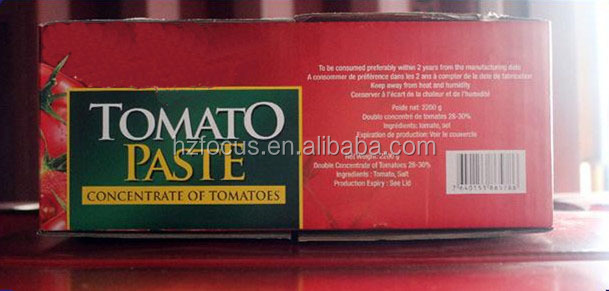 TOMATO
PASTE
CONCENTRATE OF TOMATOES
To be consumed preferably within 2 years from the manufacturing date
A consommer de préférence dans les 2 ans à compter de la date de fabrication
Keep away from heat and humidity
Conserver à l'écart de la chaleur et de l'humidité
Poids net: 2200 g
Double concentré de tomates 28-30%
Ingrédients: tomate, sel
Expiration de production: Voir le couvercle
Net Weight: 2200 g
Double Concentrate of Tomatoes 28-30%
Ingredients : Tomato, Salt
Production Expiry : See Lid
hzfocus.en.alibaba.com